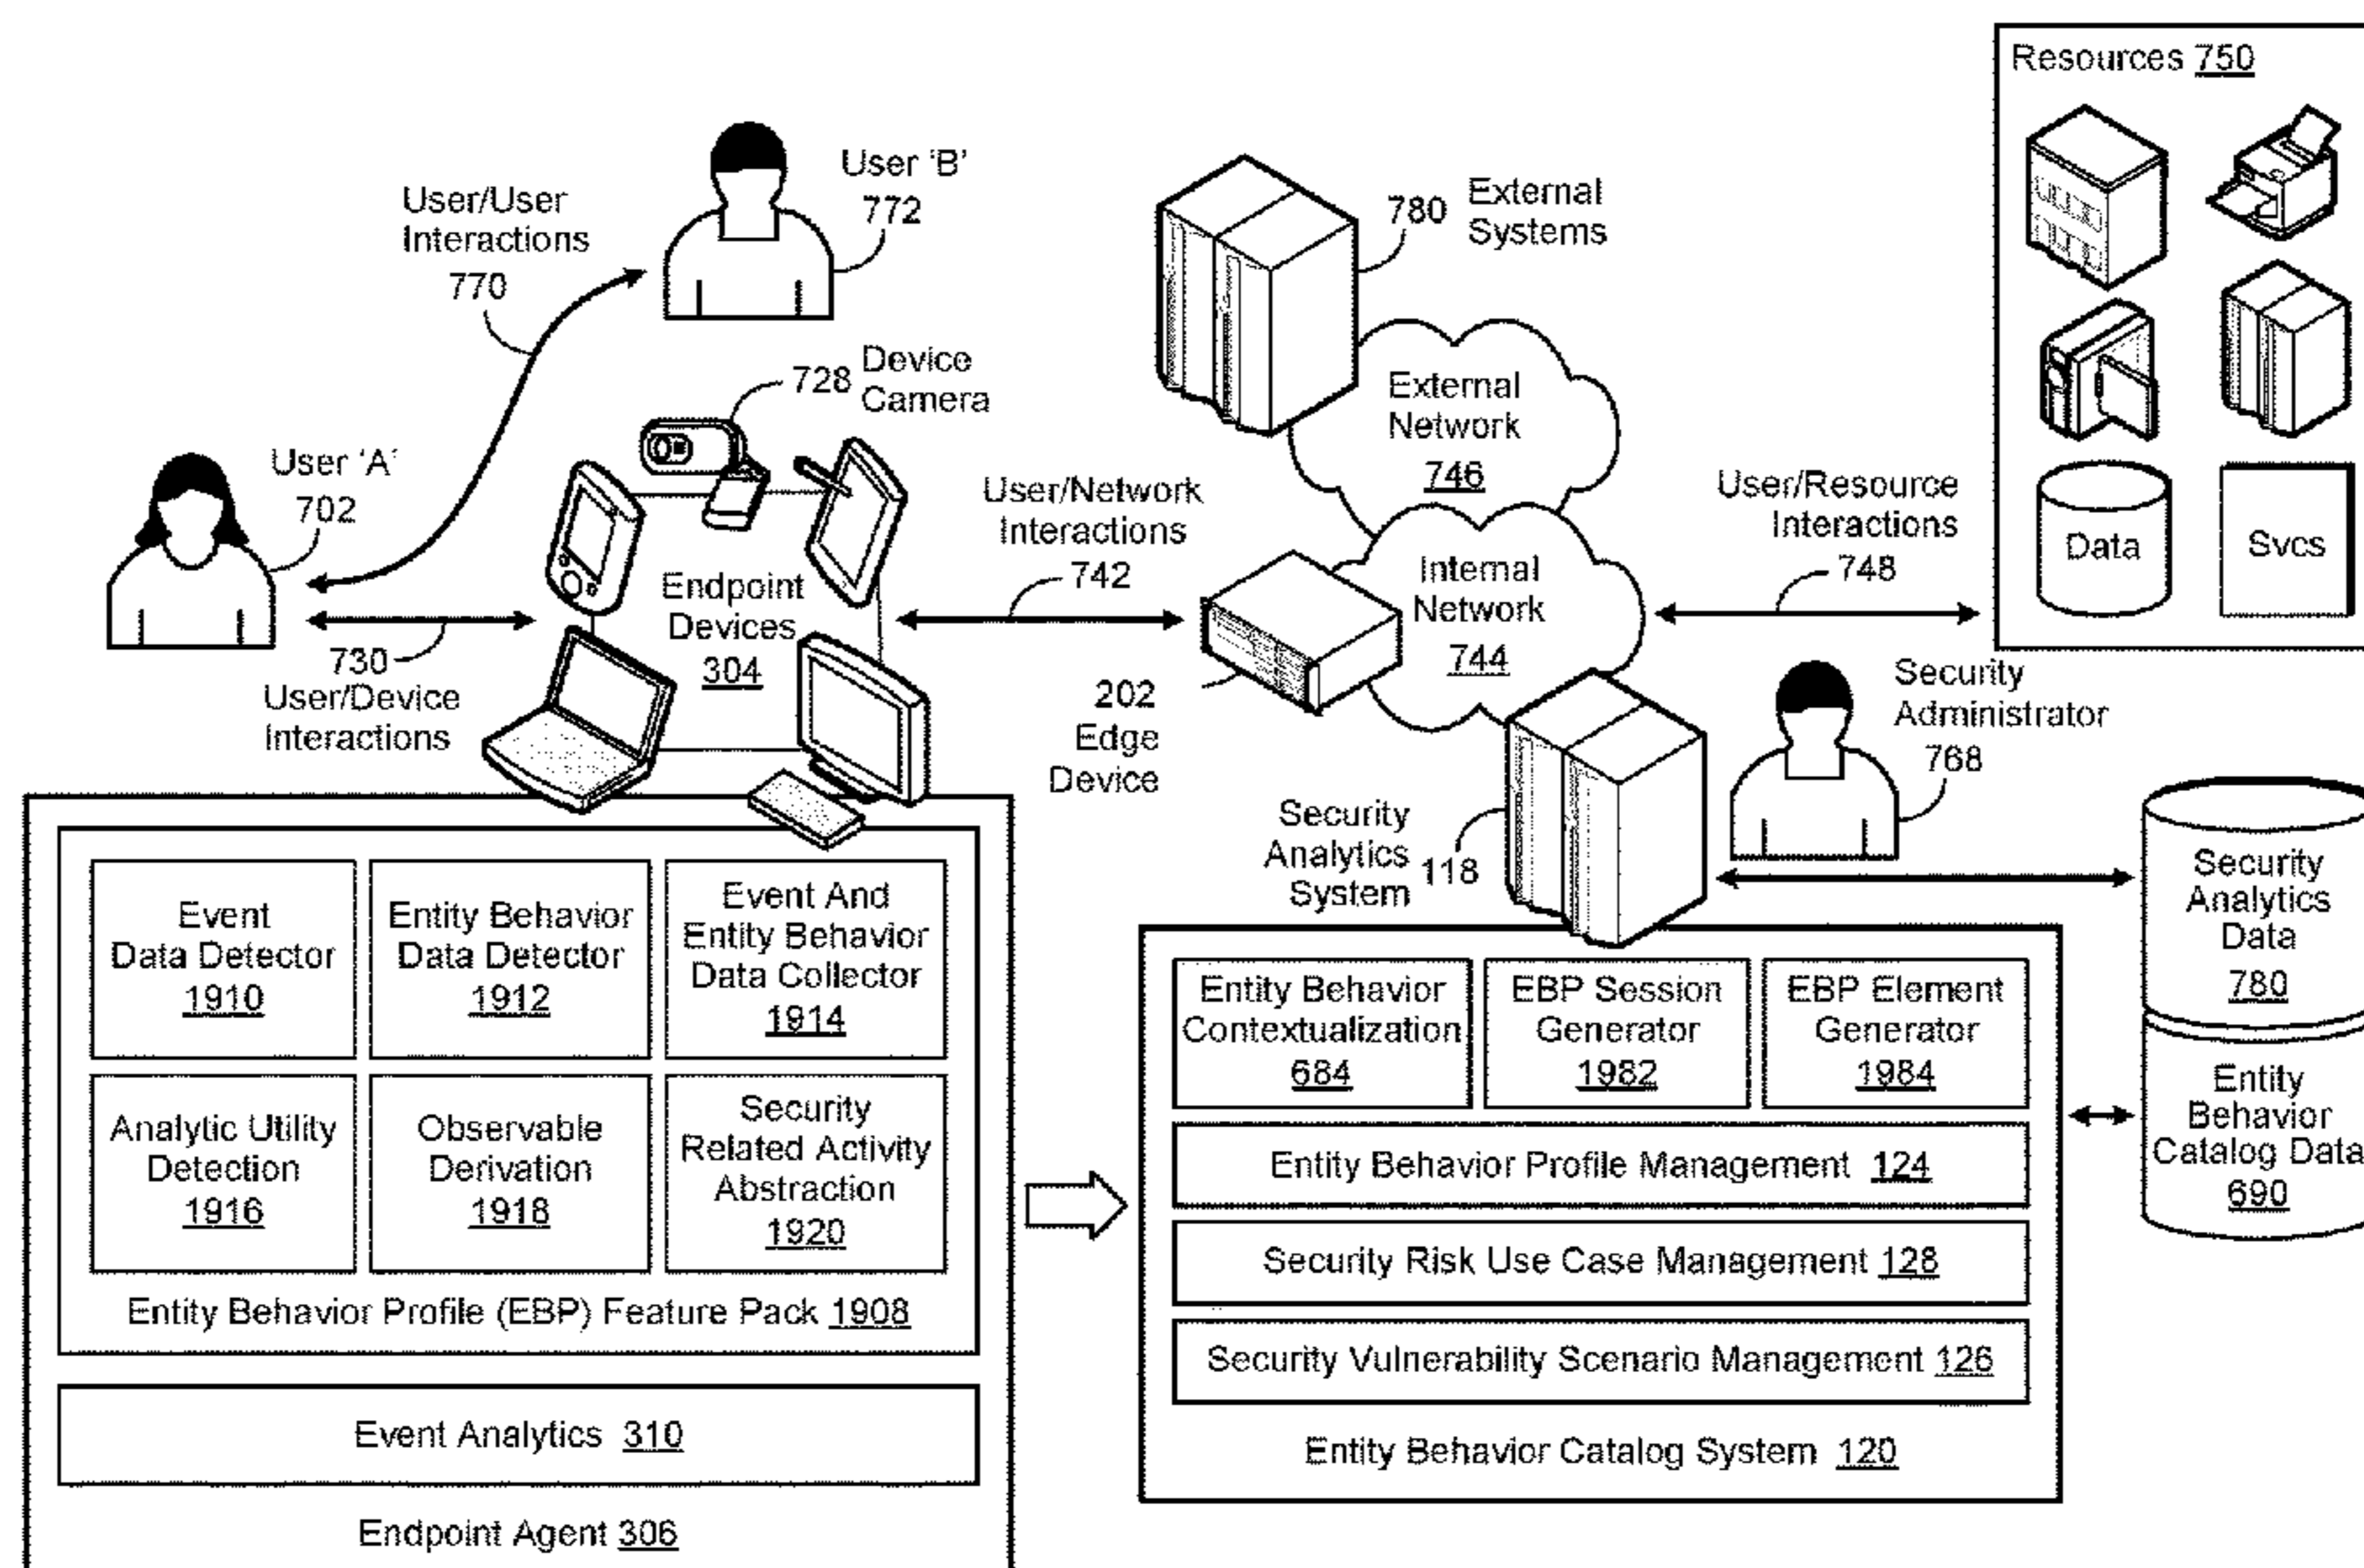 Resources 750
User 'B'
772
User/User
Interactions
770
External
Systems
780
728
Device
Camera
External
Network
746
User 'A'
702
User/Network
Interactions
742
User/Resource
Interactions
748
Data
Svcs
Endpoint
Devices
304
Internal
Network
744
730
User/Device
Interactions
202
Edge
Device
Security
Administrator
768
Security
Analytics
System
118
Event
Data Detector
1910
Entity Behavior
Data Detector
1912
Event And
Entity Behavior
Data Collector
1914
Analytic Utility
Detection
1916
Observable
Derivation
1918
Security
Related Activity
Abstraction
1920
Entity Behavior Profile (EBP) Feature Pack 1908
Event Analytics 310
Endpoint Agent 306
Entity Behavior
Contextualization
684
EBP Session
Generator
1982
EBP Element
Generator
1984
Entity Behavior Profile Management 124
Security Risk Use Case Management 128
Security Vulnerability Scenario Management 126
Entity Behavior Catalog System 120
Security
Analytics
Data
780
Entity
Behavior
Catalog Data
690